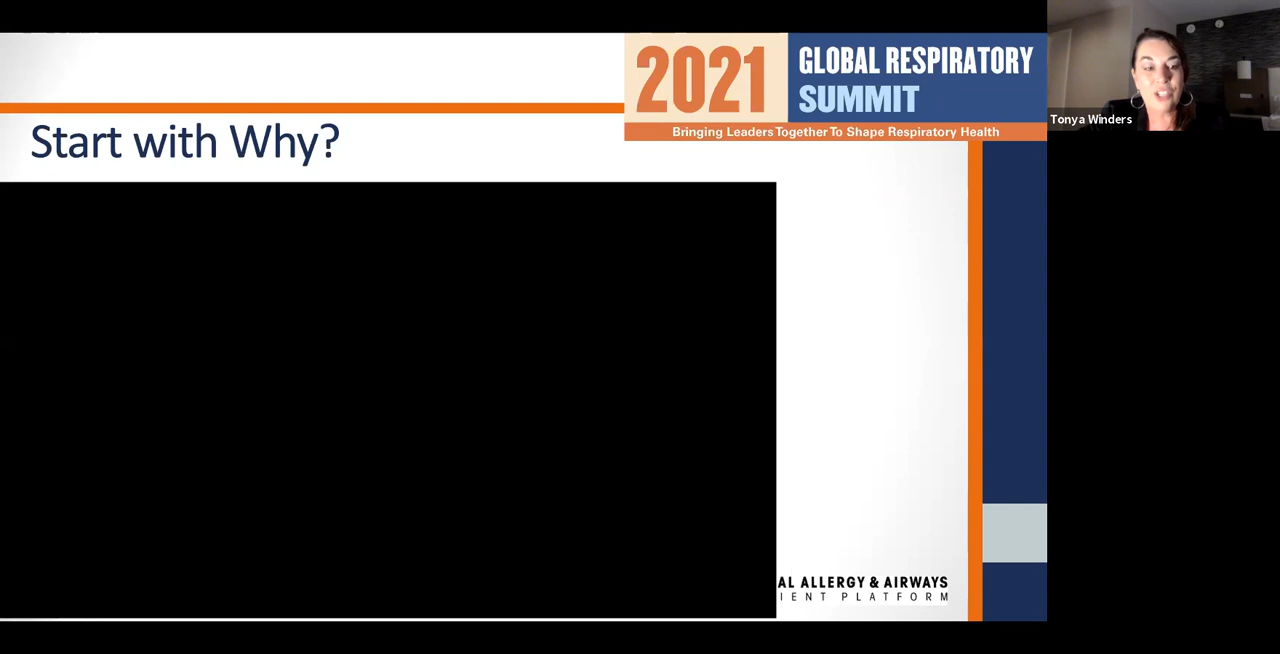 2021
GLOBAL RESPIRATORY
SUMMIT
Bringing Leaders Together To Shape Respiratory Health
Tonya Winders
Start with Why?
AL ALLERGY & AIRWAYS
IENT PLATFORM